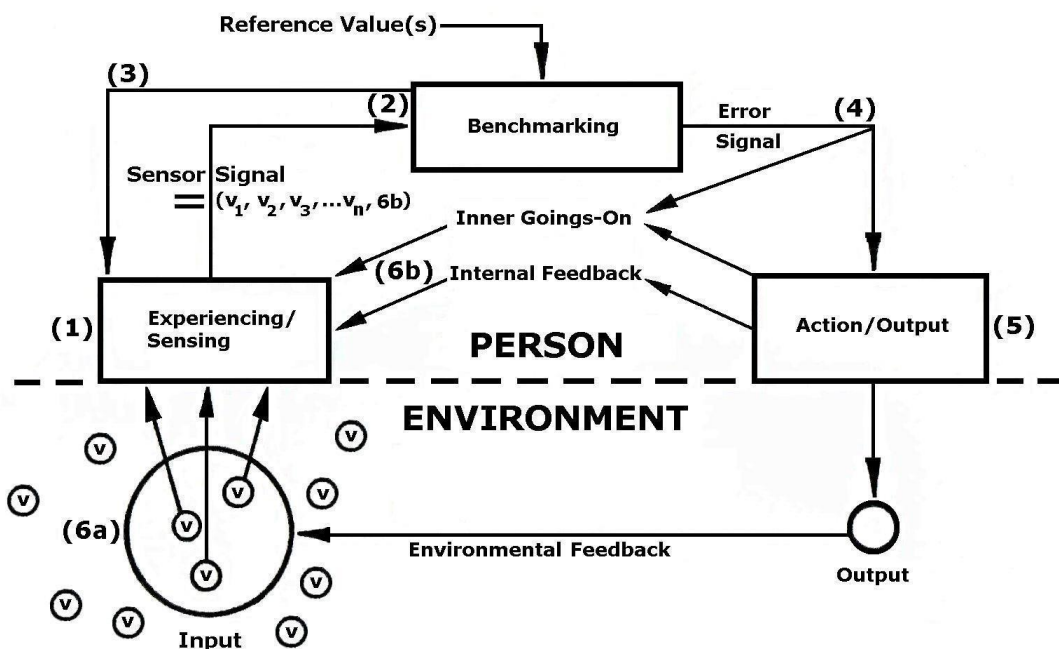 Reference Value(s)
(3)
(2)
Benchmarking
Error
Signal
(4)
Sensor Signal
= (v1, v2, v3,...vn, 6b)
Inner Goings-On
(6b)
Internal Feedback
(1)
Experiencing/
Sensing
Action/Output
(5)
PERSON
ENVIRONMENT
v
v
v
v
v
(6a)
v
v
v
v
v
v
v
Environmental Feedback
Output
Input